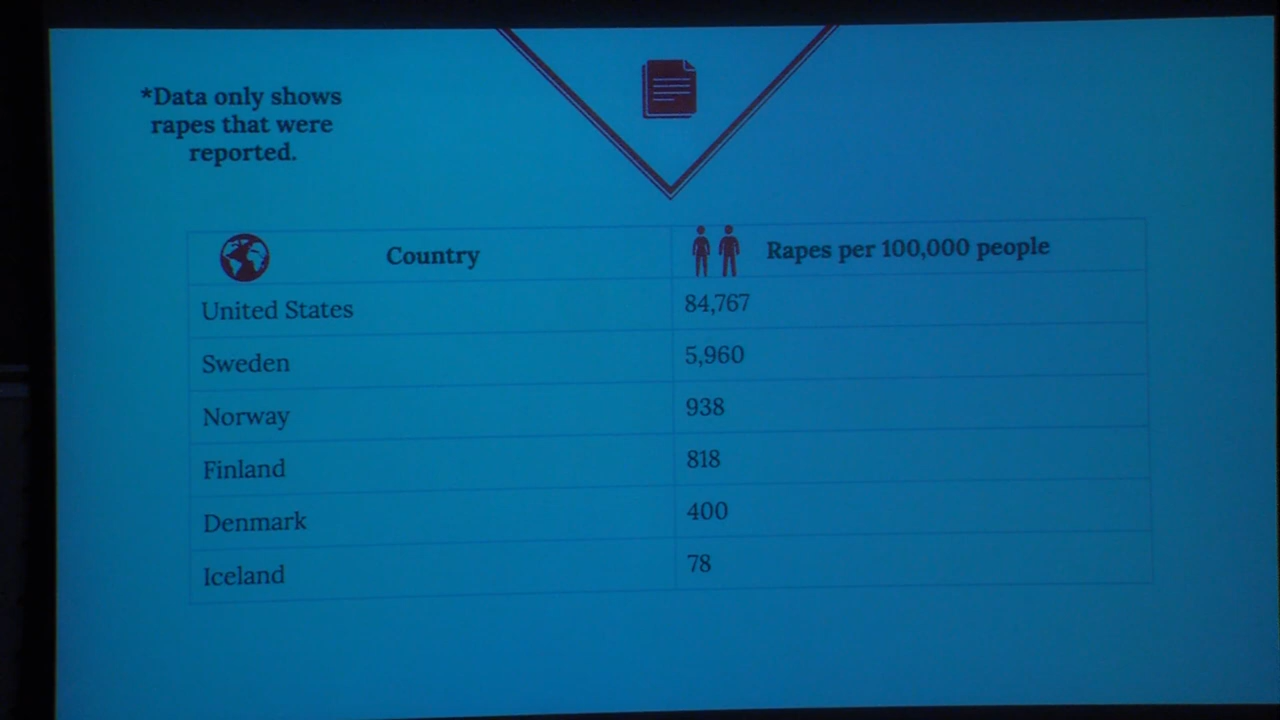 *Data only shows
rapes that were
reported.
Country Rapes per 100,000 people
United States 84,767
Sweden 5,960
Norway 938
Finland 818
Denmark 400
Iceland 78